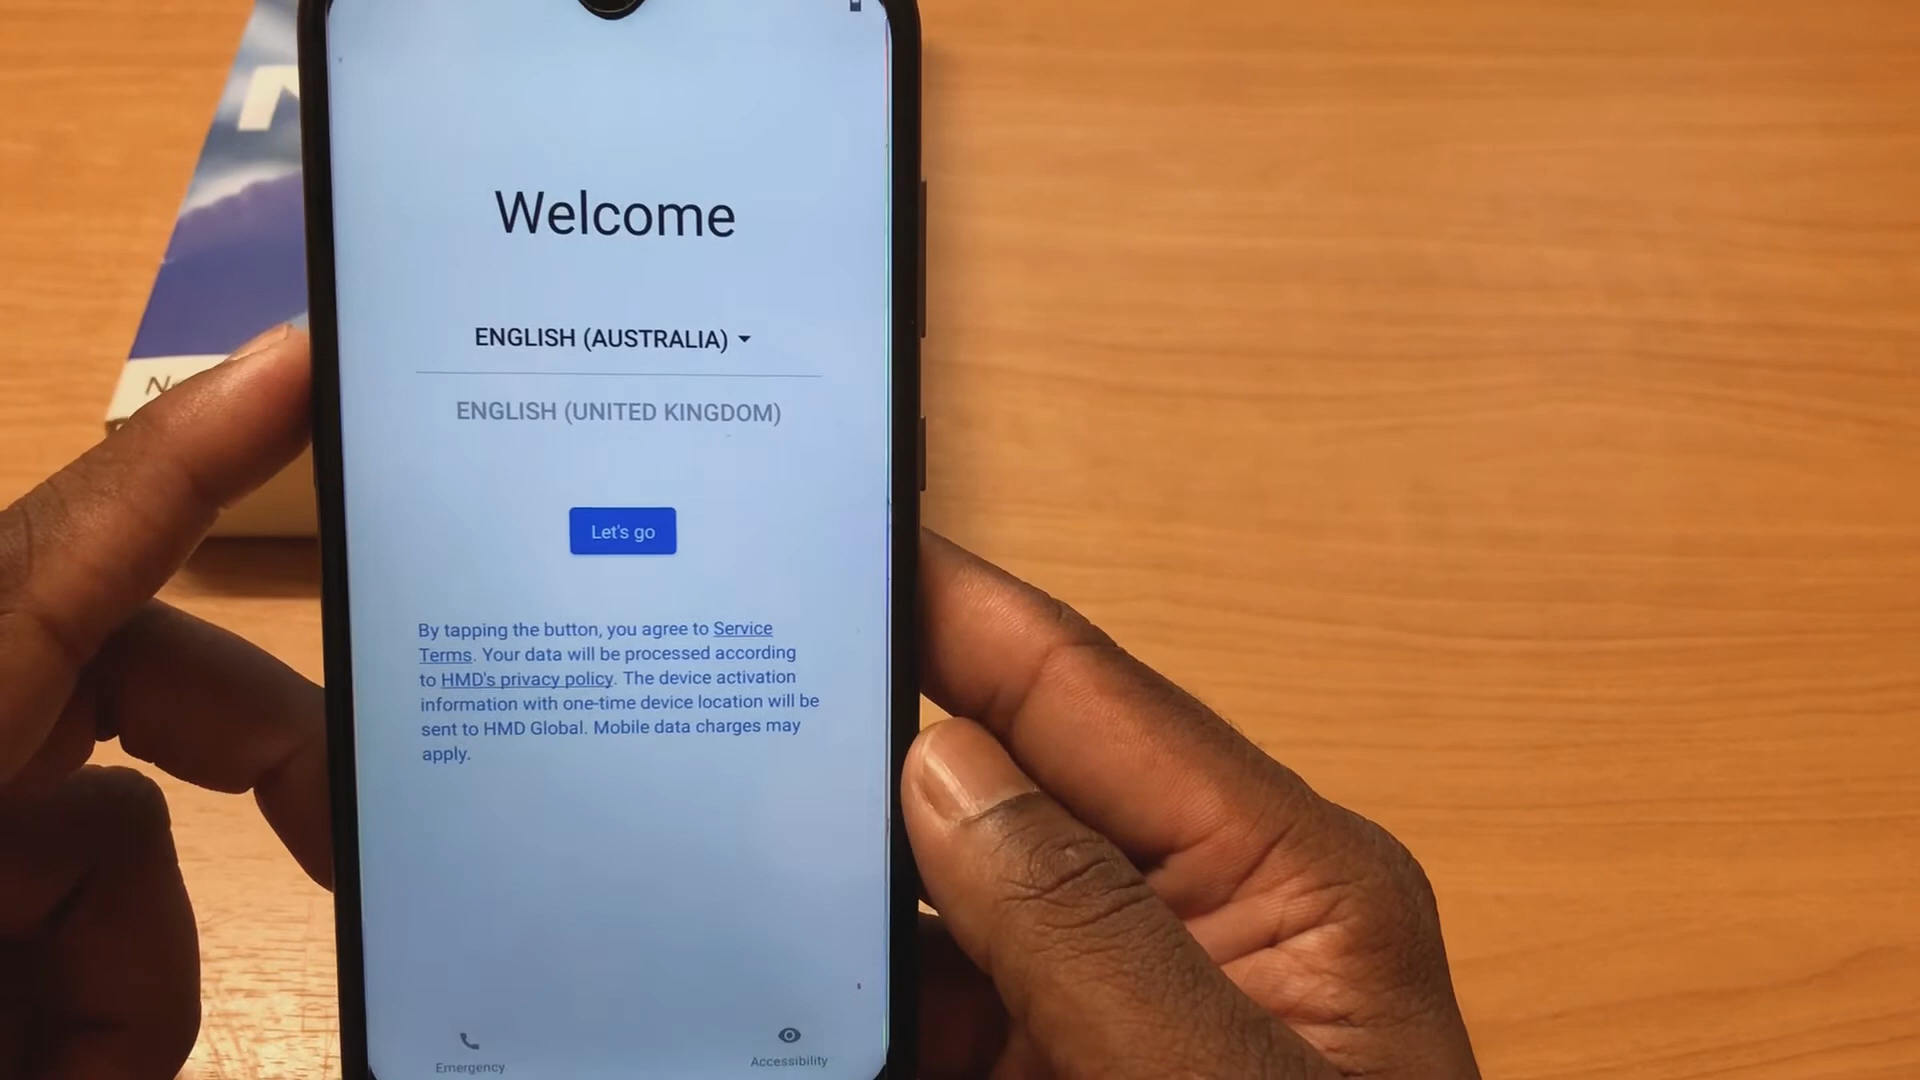 Welcome
ENGLISH (AUSTRALIA)
ENGLISH (UNITED KINGDOM)
Let's go
By tapping the button, you agree to Service
Terms. Your data will be processed according
to HMD's privacy policy. The device activation
information with one-time device location will be
sent to HMD Global. Mobile data charges may
apply.
Emergency
Accessibility